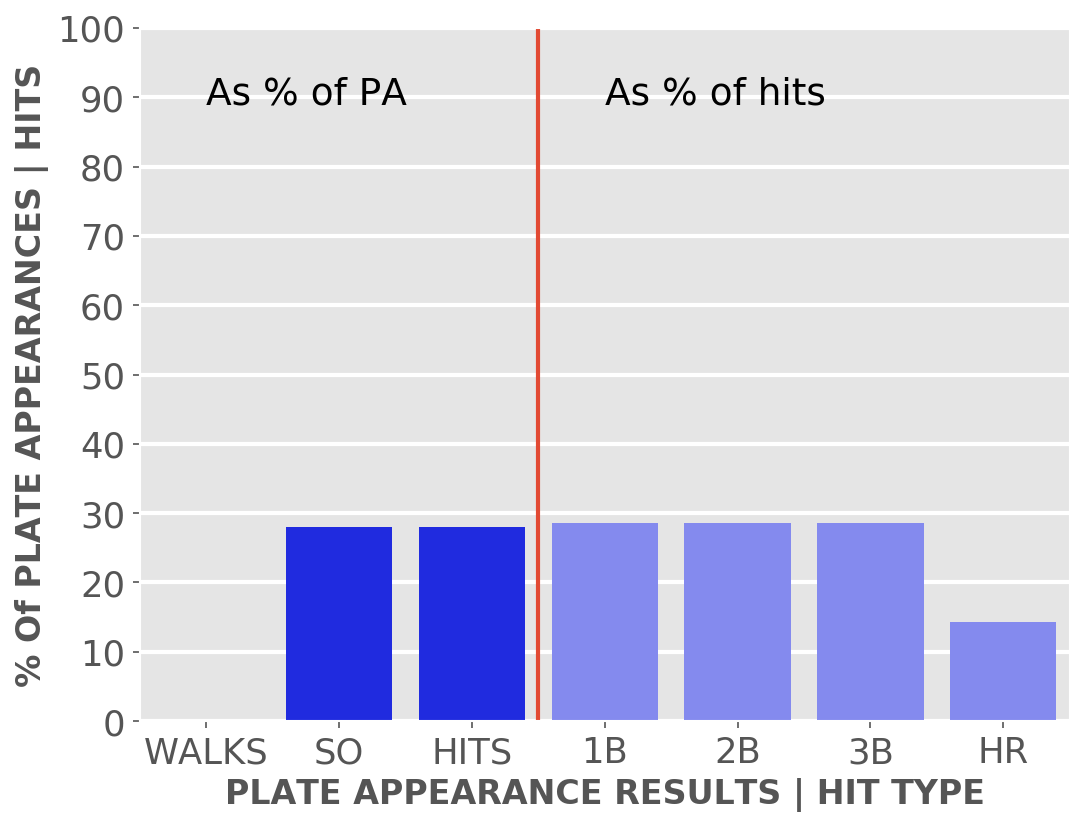 % Of PLATE APPEARANCES | HITS
100
90
80
70
60
50
40
30
20
10
0
As % of PA
As % of hits
WALKS SO HITS 1B 2B 3B HR
PLATE APPEARANCE RESULTS | HIT TYPE